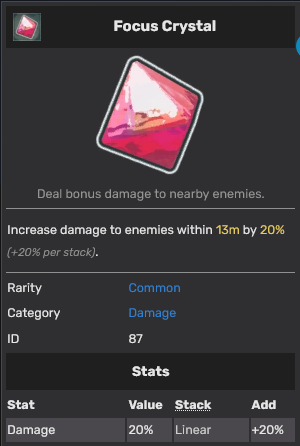 Focus Crystal
Deal bonus damage to nearby enemies.
Increase damage to enemies within 13m by 20%
(+20% per stack).
Rarity Common
Category Damage
ID 87
Stats
Stat Value Stack Add
Damage 20% Linear +20%